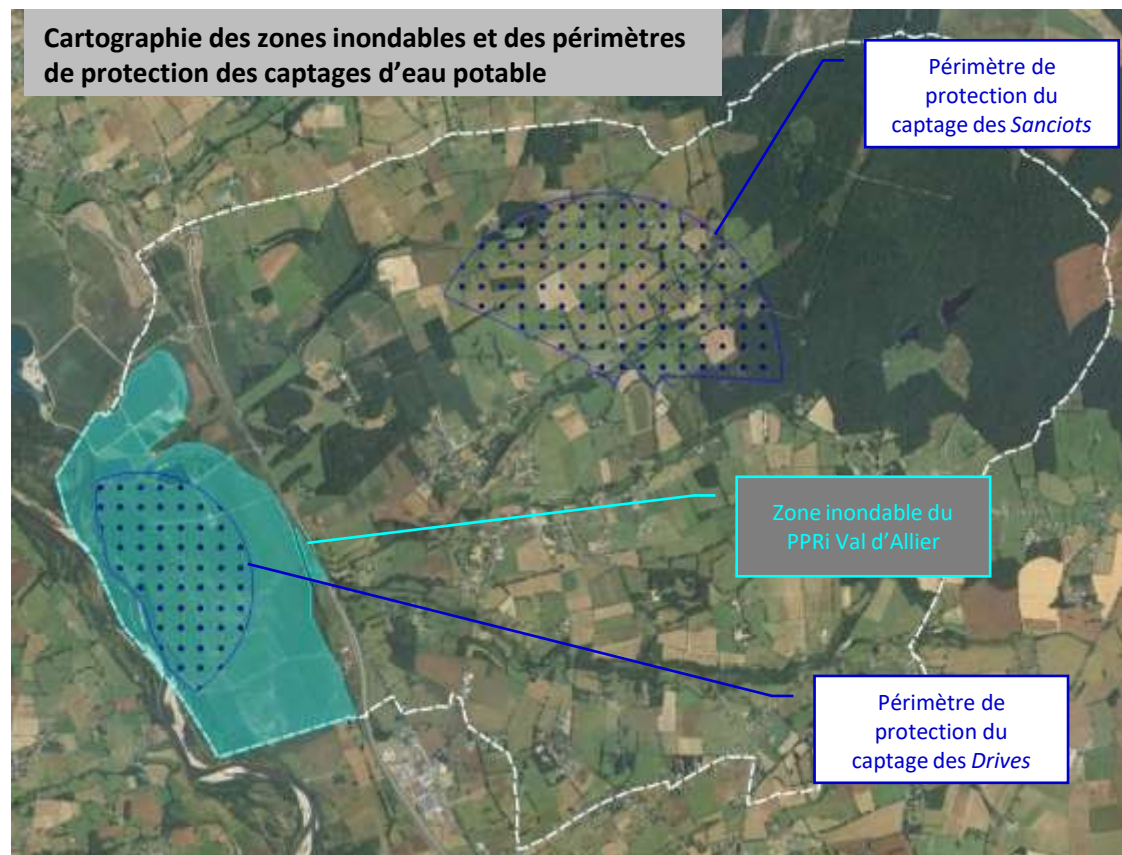 Cartographie des zones inondables et des périmètres
de protection des captages d’eau potable
Périmètre de
protection du
captage des Sanciots
Zone inondable du
PPRi Val d’Allier
Périmètre de
protection du
captage des Drives